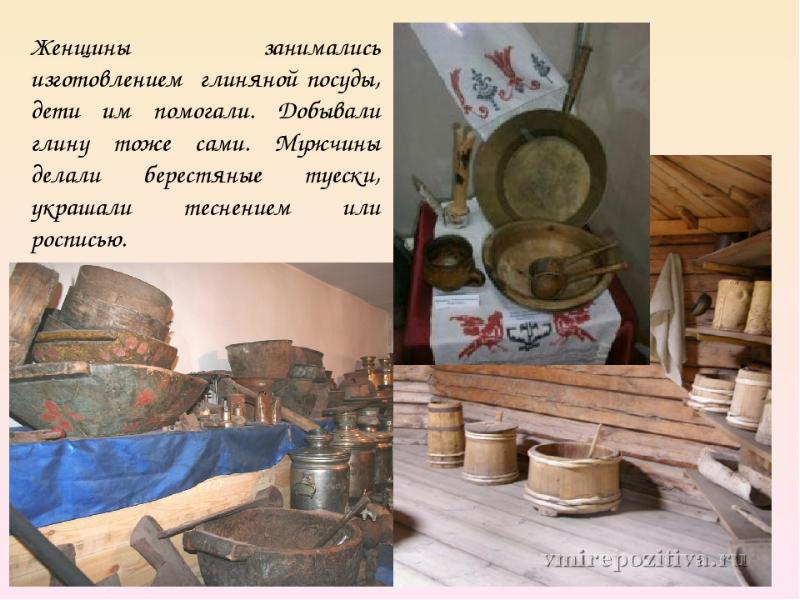 Женщины занимались
изготовлением глиняной посуды,
дети им помогали. Добывали
глину тоже сами. Мужчины
делали берестяные туески,
украшали теснением или
росписью.
vmirepozitiva.ru